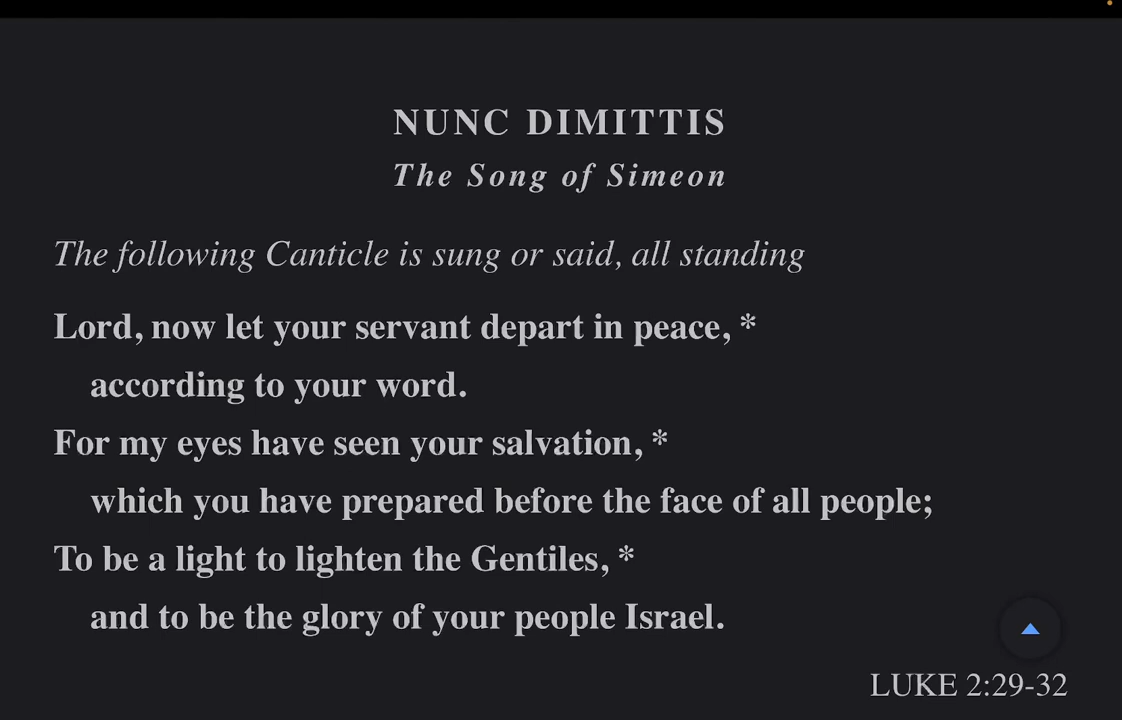 NUNC DIMITTIS
The Song of Simeon
The following Canticle is sung or said, all standing
Lord, now let your servant depart in peace, *
according to your word.
For my eyes have seen your salvation, *
which you have prepared before the face of all people;
To be a light to lighten the Gentiles, *
and to be the glory of your people Israel.
LUKE 2:29-32